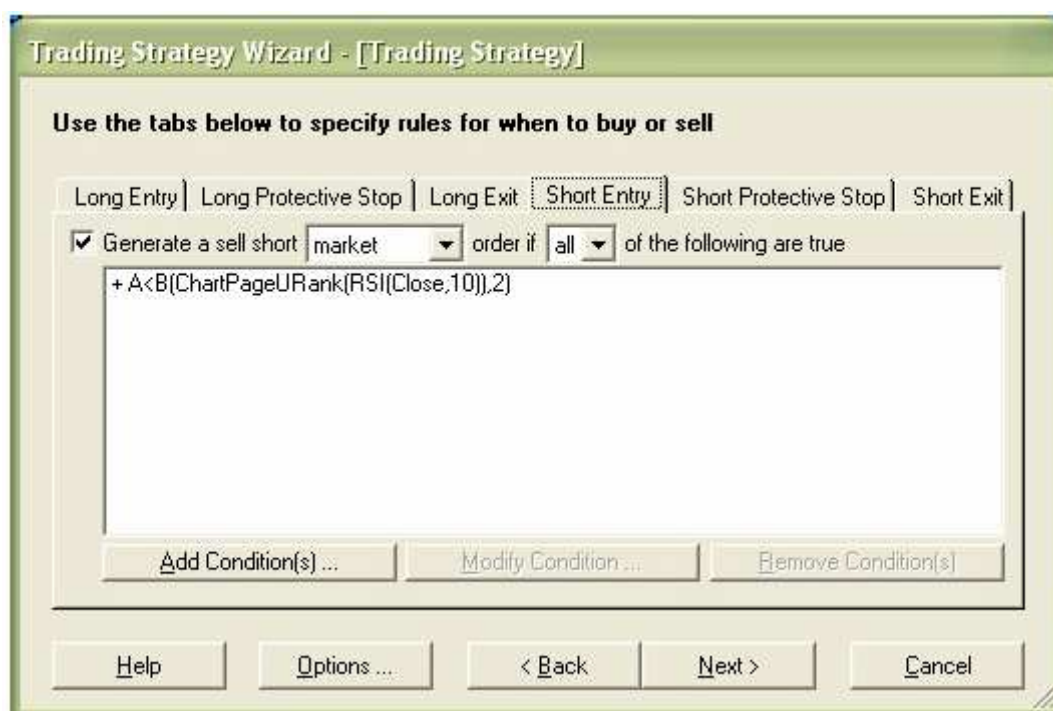 Trading Strategy Wizard - [Trading Strategy]
Use the tabs below to specify rules for when to buy or sell
Long Entry Long Protective Stop Long Exit Short Entry Short Protective Stop Short Exit
Generate a sell short market order if all of the following are true
+ A<B(ChartPageURank(RSI(Close,10)),2)
Add Condition(s) ... Modify Condition ... Remove Condition(s)
Help Options ... < Back Next > Cancel